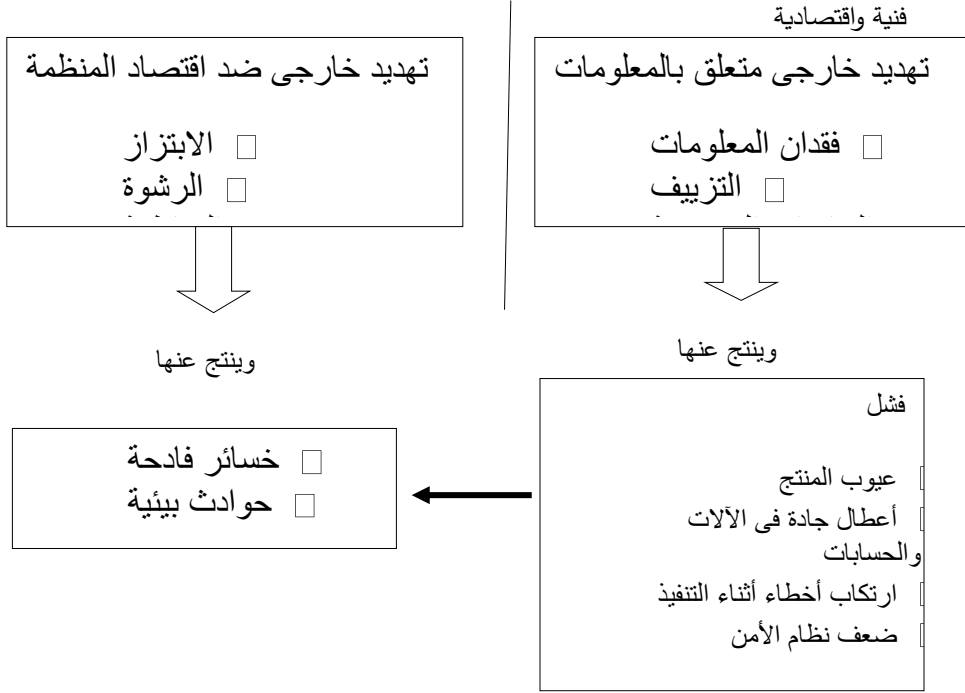 فنية واقتصادية
تهديد خارجى متعلق بالمعلومات
فقدان المعلومات
التزييف
تهديد خارجى ضد اقتصاد المنظمة
الابتزاز
الرشوة
وينتج عنها
وينتج عنها
فشل
عيوب المنتج
أعطال جادة فى الآلات
والحسابات
ارتكاب أخطاء أثناء التنفيذ
ضعف نظام الأمن
خسائر فادحة
حوادث بيئية